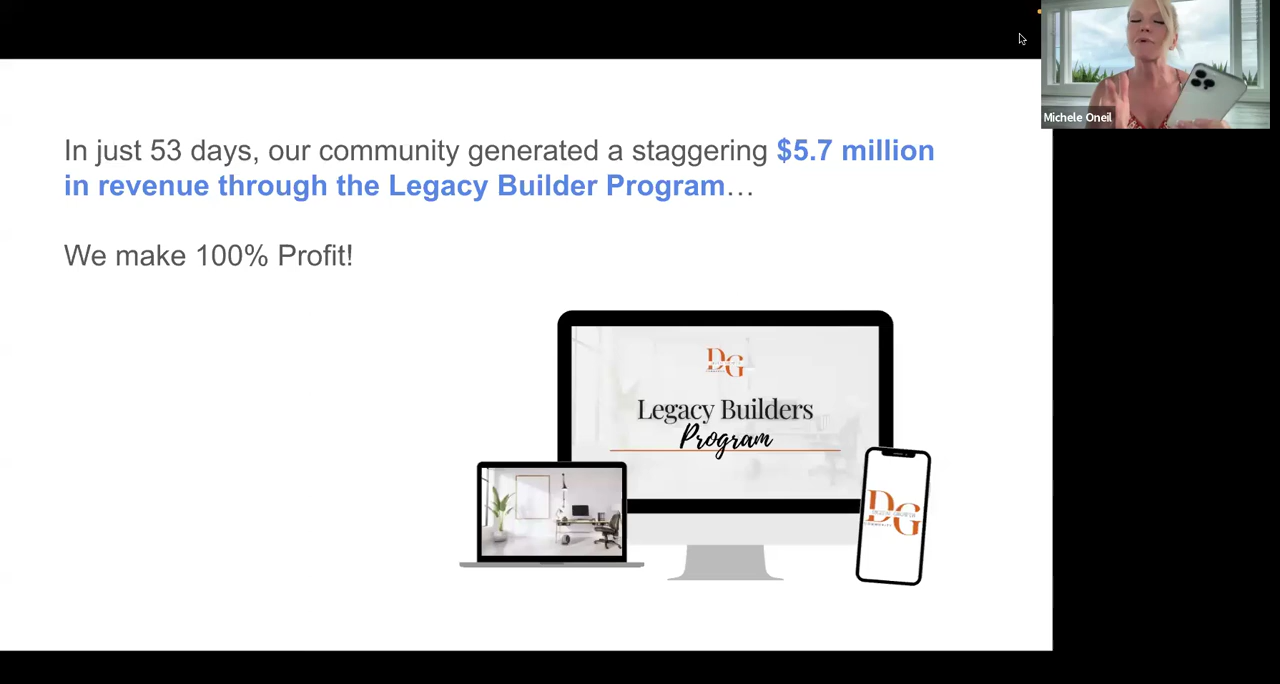 Michele Oneil
In just 53 days, our community generated a staggering $5.7 million
in revenue through the Legacy Builder Program…
We make 100% Profit!
DG
Legacy Builders
Program
DG